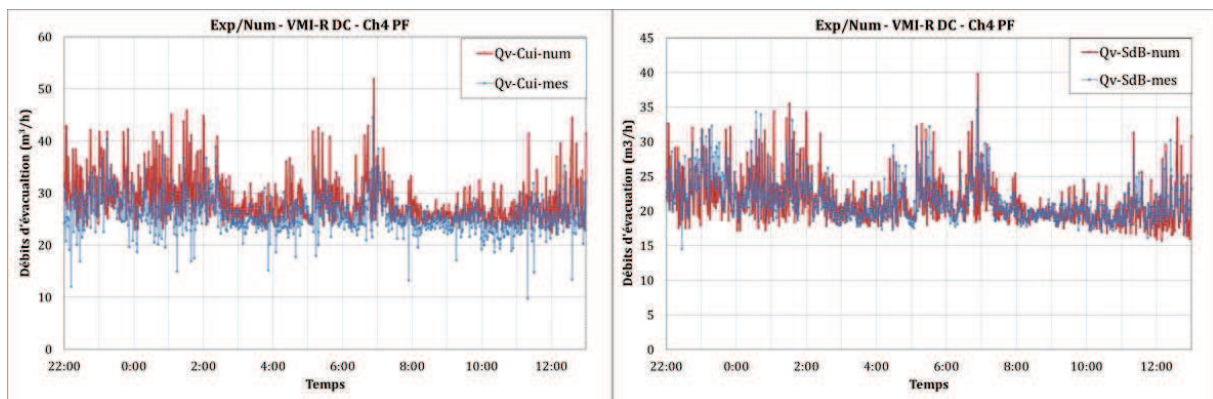 Exp/Num - VMI-R DC - Ch4 PF
60
50
40
30
20
10
0
Débits d'évacualtion (m³/h)
Qv-Cui-num
Qv-Cui-mes
22:00 0:00 2:00 4:00 6:00 8:00 10:00 12:00
Temps
Exp/Num - VMI-R DC - Ch4 PF
45
40
35
30
25
20
15
10
5
0
Débits d'évacuation (m3/h)
Qv-SdB-num
Qv-SdB-mes
22:00 0:00 2:00 4:00 6:00 8:00 10:00 12:00
Temps